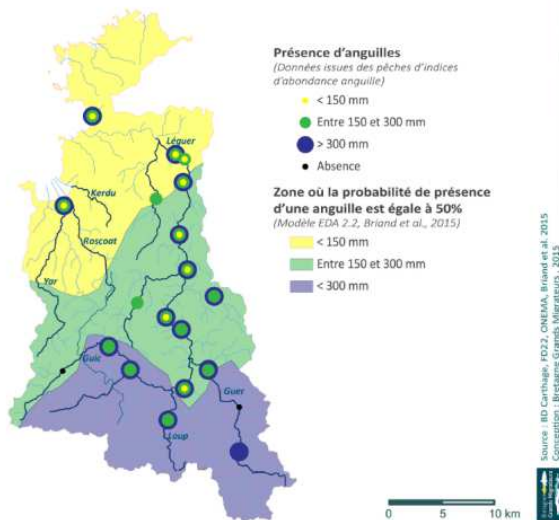 Présence d'anguilles
(Données issues des pêches d'indices
d'abondance anguille)
< 150 mm
Entre 150 et 300 mm
> 300 mm
Absence
Zone où la probabilité de présence
d'une anguille est égale à 50%
(Modèle EDA 2.2, Briand et al., 2015)
< 150 mm
Entre 150 et 300 mm
< 300 mm
Léguer
Kerdu
Roscoat
Yar
Guic
Guer
Loup
0 5 10 km
Source : BD Carthage, FD22, ONEMA, Briand et al. 2015
Conception : Bretagne Grands Migrateurs, 2015